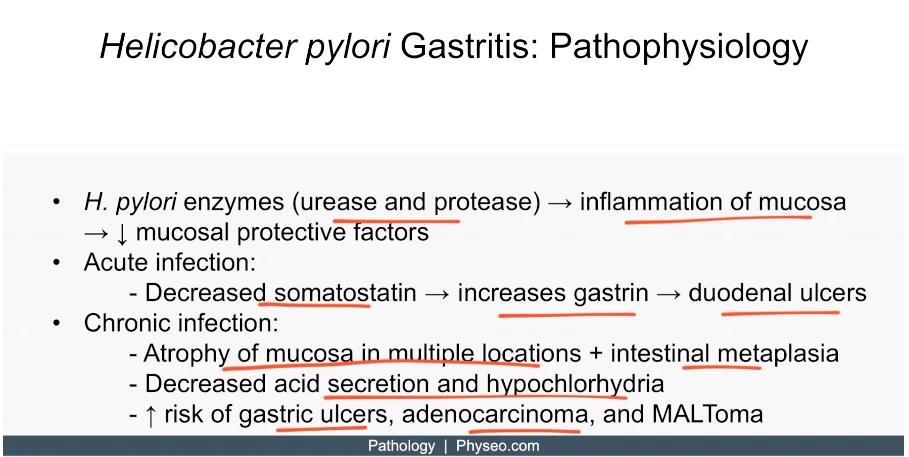 Helicobacter pylori Gastritis: Pathophysiology
• H. pylori enzymes (urease and protease) → inflammation of mucosa
→ ↓ mucosal protective factors
• Acute infection:
- Decreased somatostatin → increases gastrin → duodenal ulcers
• Chronic infection:
- Atrophy of mucosa in multiple locations + intestinal metaplasia
- Decreased acid secretion and hypochlorhydria
- ↑ risk of gastric ulcers, adenocarcinoma, and MALToma
Pathology | Physeo.com